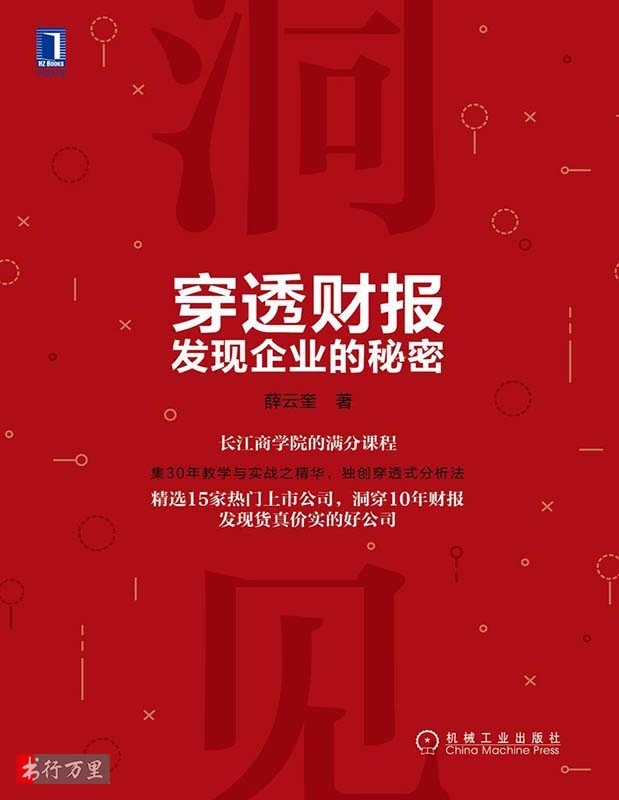 HZ BOOKS
洞
穿透财报
发现企业的秘密
薛云奎 著
长江商学院的满分课程
集30年教学与实战之精华，独创穿透式分析法
精选15家热门上市公司，洞穿10年财报
发现货真价实的好公司
见
机械工业出版社
China Machine Press
书行万里